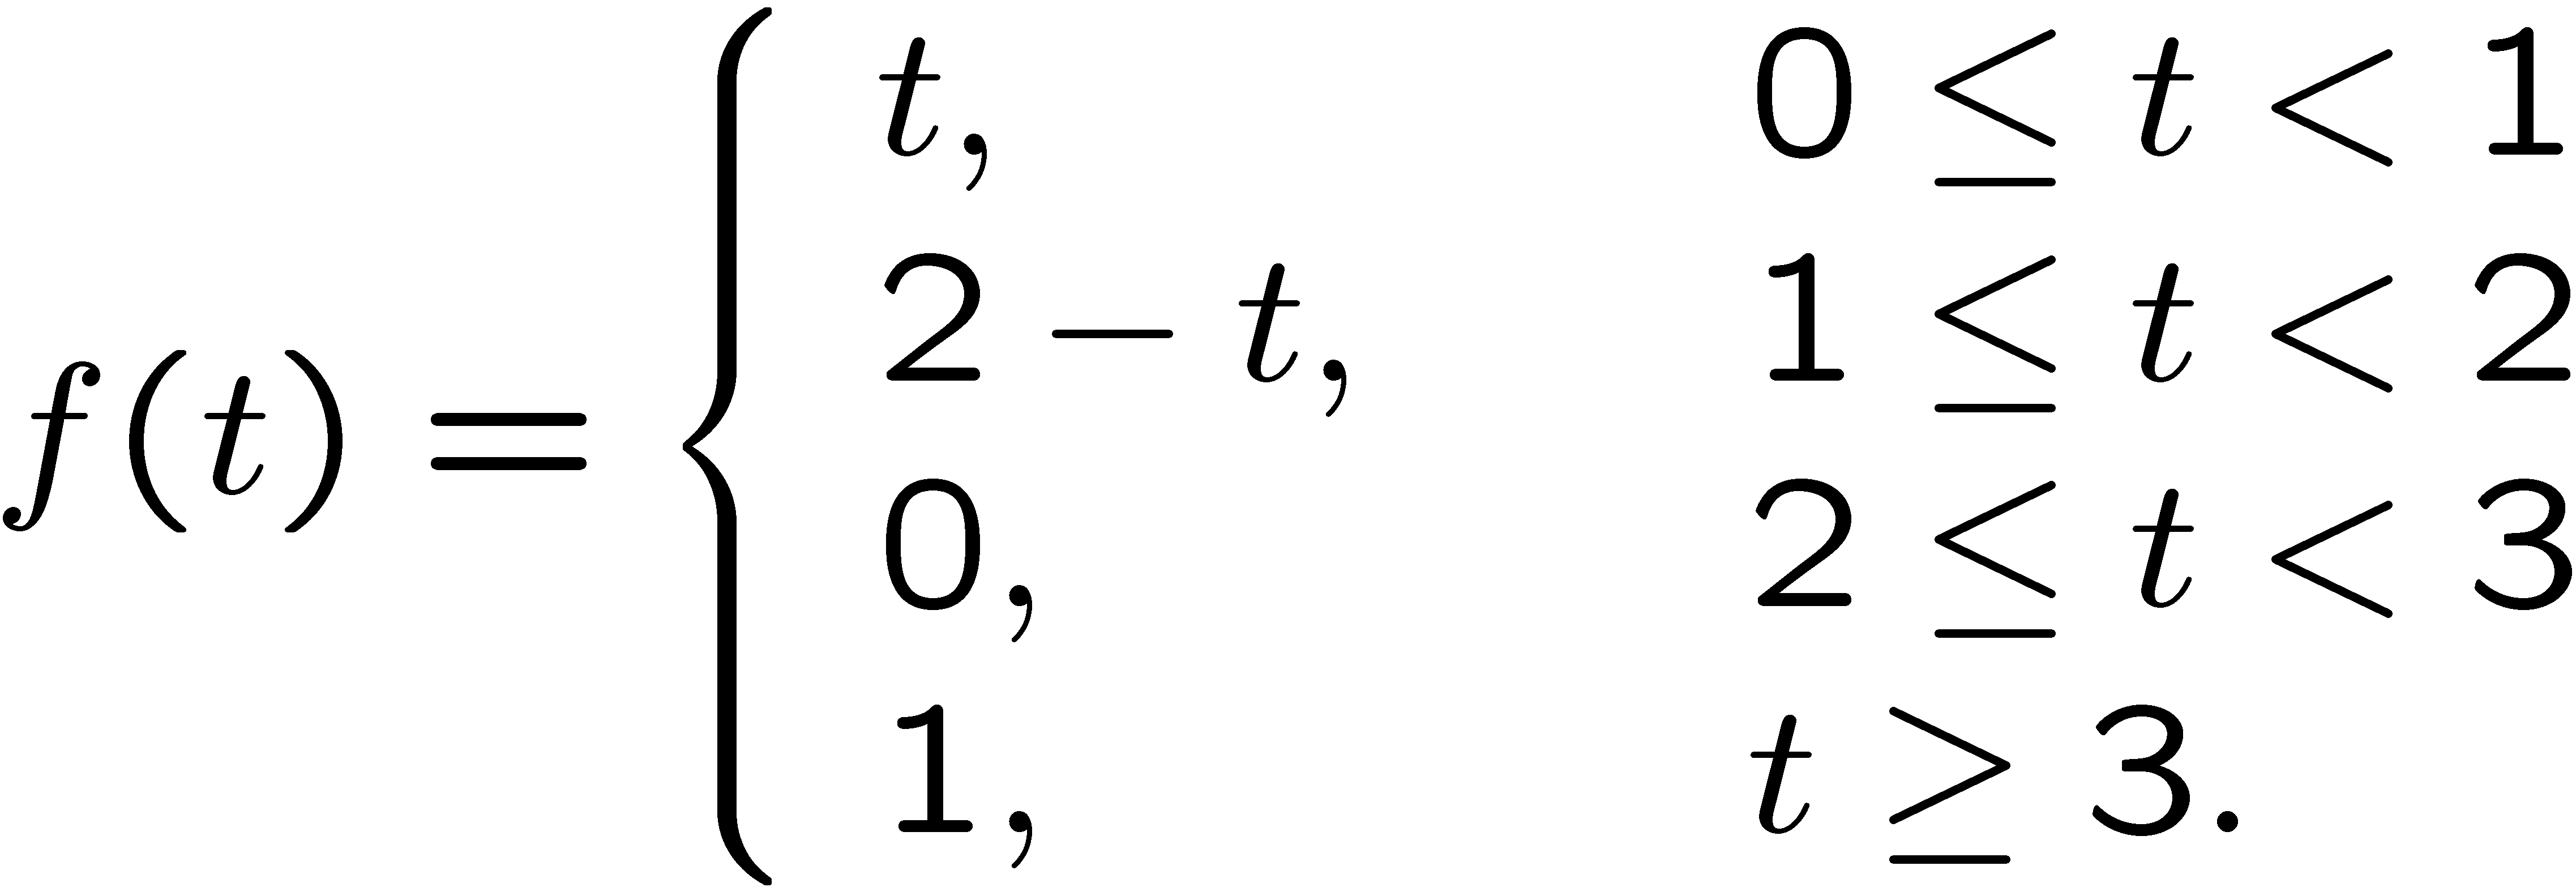 f(t) = { t, 0 ≤ t < 1
2 − t, 1 ≤ t < 2
0, 2 ≤ t < 3
1, t ≥ 3.